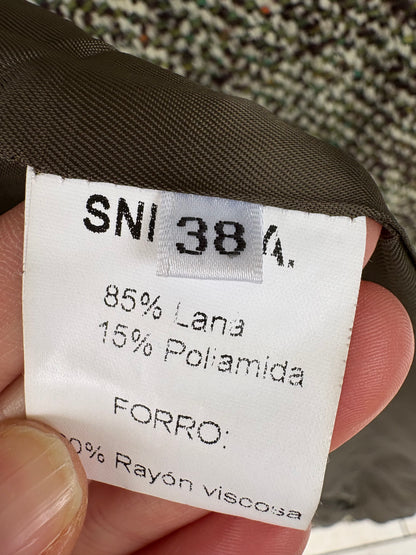 SNI 38 A.
85% Lana
15% Poliamida
FORRO:
0% Rayón viscosa